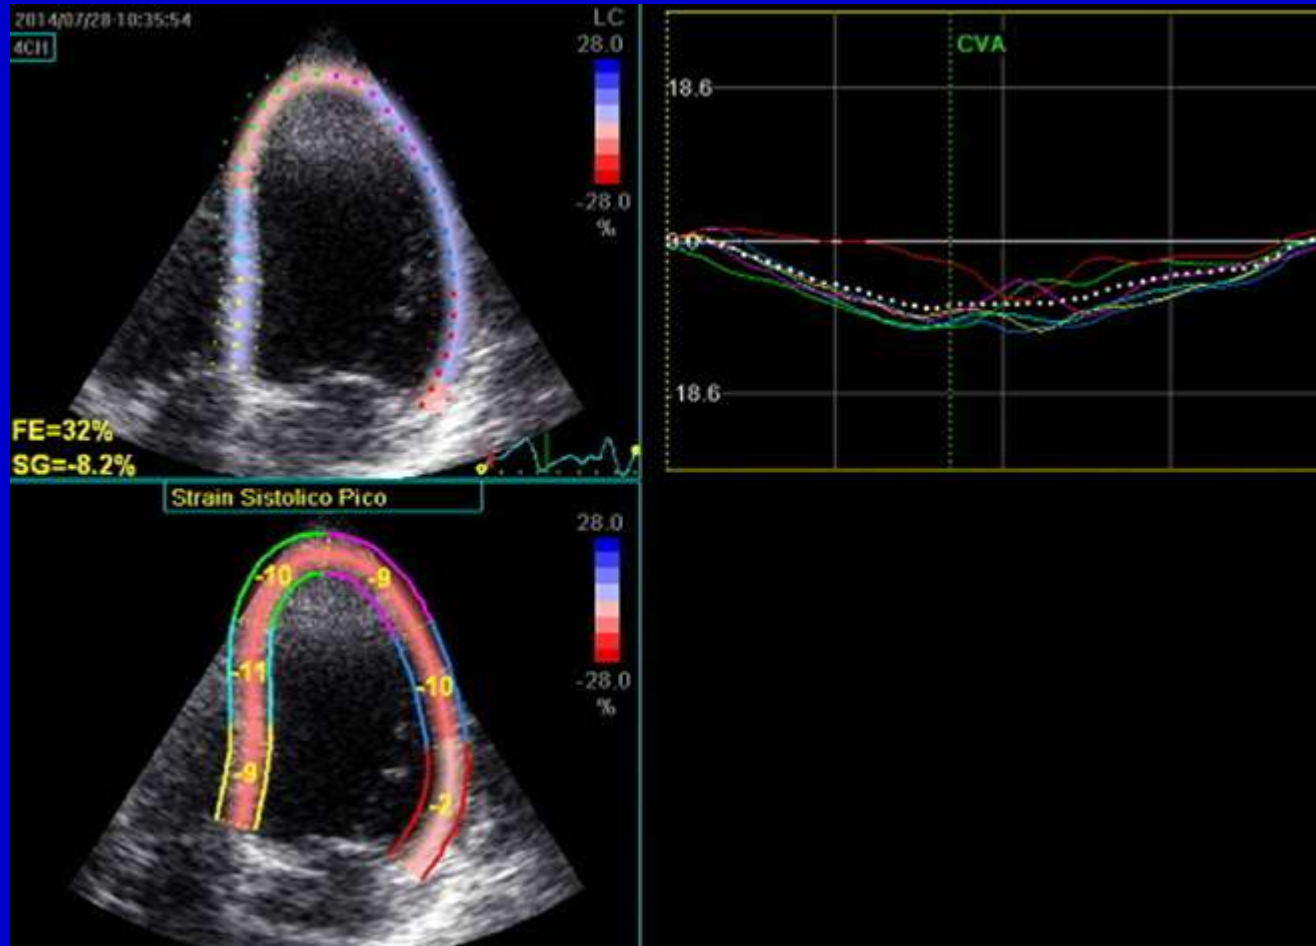 2014/07/28-10:35:54
4CH
LC
28.0
-28.0
%
FE=32%
SG=-8.2%
CVA
18.6
0.0
-18.6
Strain Sistolico Pico
28.0
-28.0
%
-10
-9
-11
-10
-9
-2